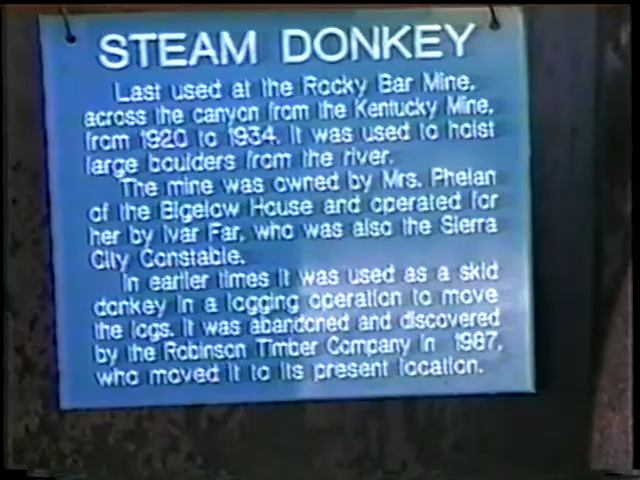 STEAM DONKEY
Last used at the Rocky Bar Mine,
across the canyon from the Kentucky Mine,
from 1920 to 1934. It was used to hoist
large boulders from the river.
The mine was owned by Mrs. Phelan
of the Bigelow House and operated for
her by Ivar Far, who was also the Sierra
City Constable.
In earlier times it was used as a skid
donkey in a logging operation to move
the logs. It was abandoned and discovered
by the Robinson Timber Company in 1987,
who moved it to its present location.